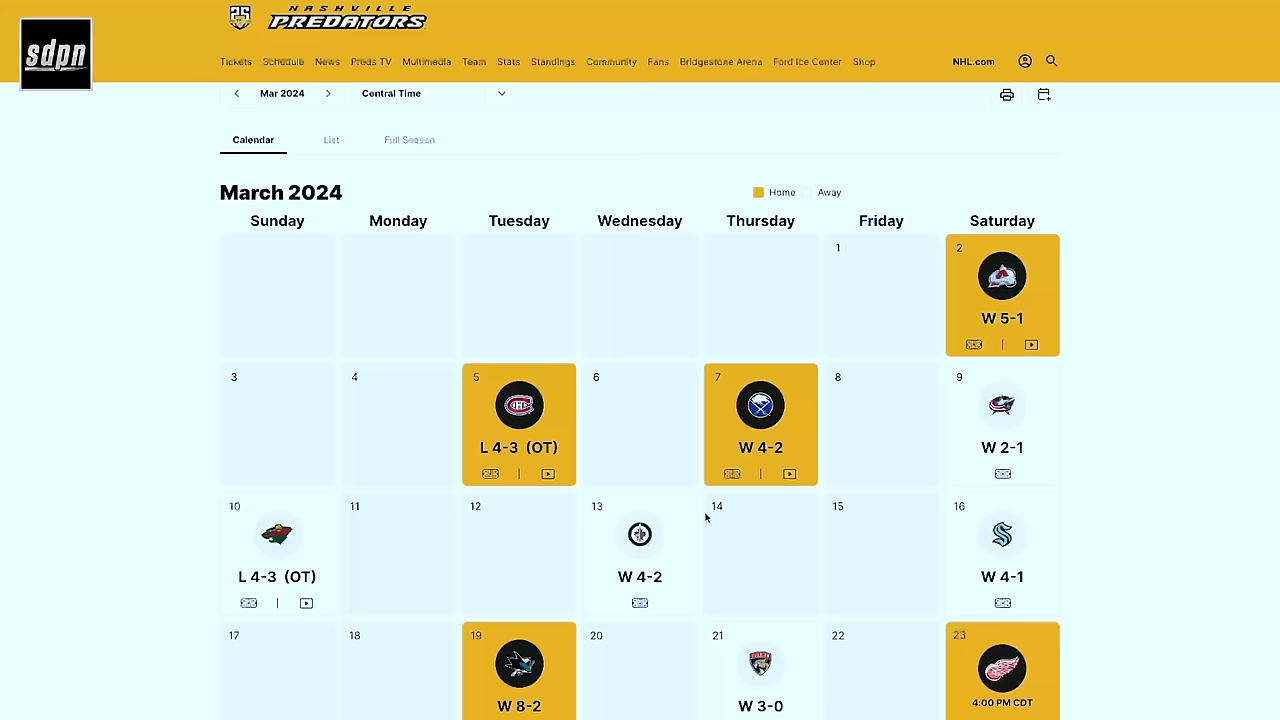 NASHVILLE
25
PREDATORS
sdpn
Tickets Schedule News Preds TV Multimedia Team Stats Standings Community Fans Bridgestone Arena Ford Ice Center Shop NHL.com
Mar 2024 Central Time
Calendar List Full Season
March 2024 Home Away
Sunday Monday Tuesday Wednesday Thursday Friday Saturday
1 2
W 5-1
3 4 5 6 7 8 9
L 4-3 (OT) W 4-2 W 2-1
10 11 12 13 14 15 16
L 4-3 (OT) W 4-2 W 4-1
17 18 19 20 21 22 23
W 8-2 W 3-0 4:00 PM CDT